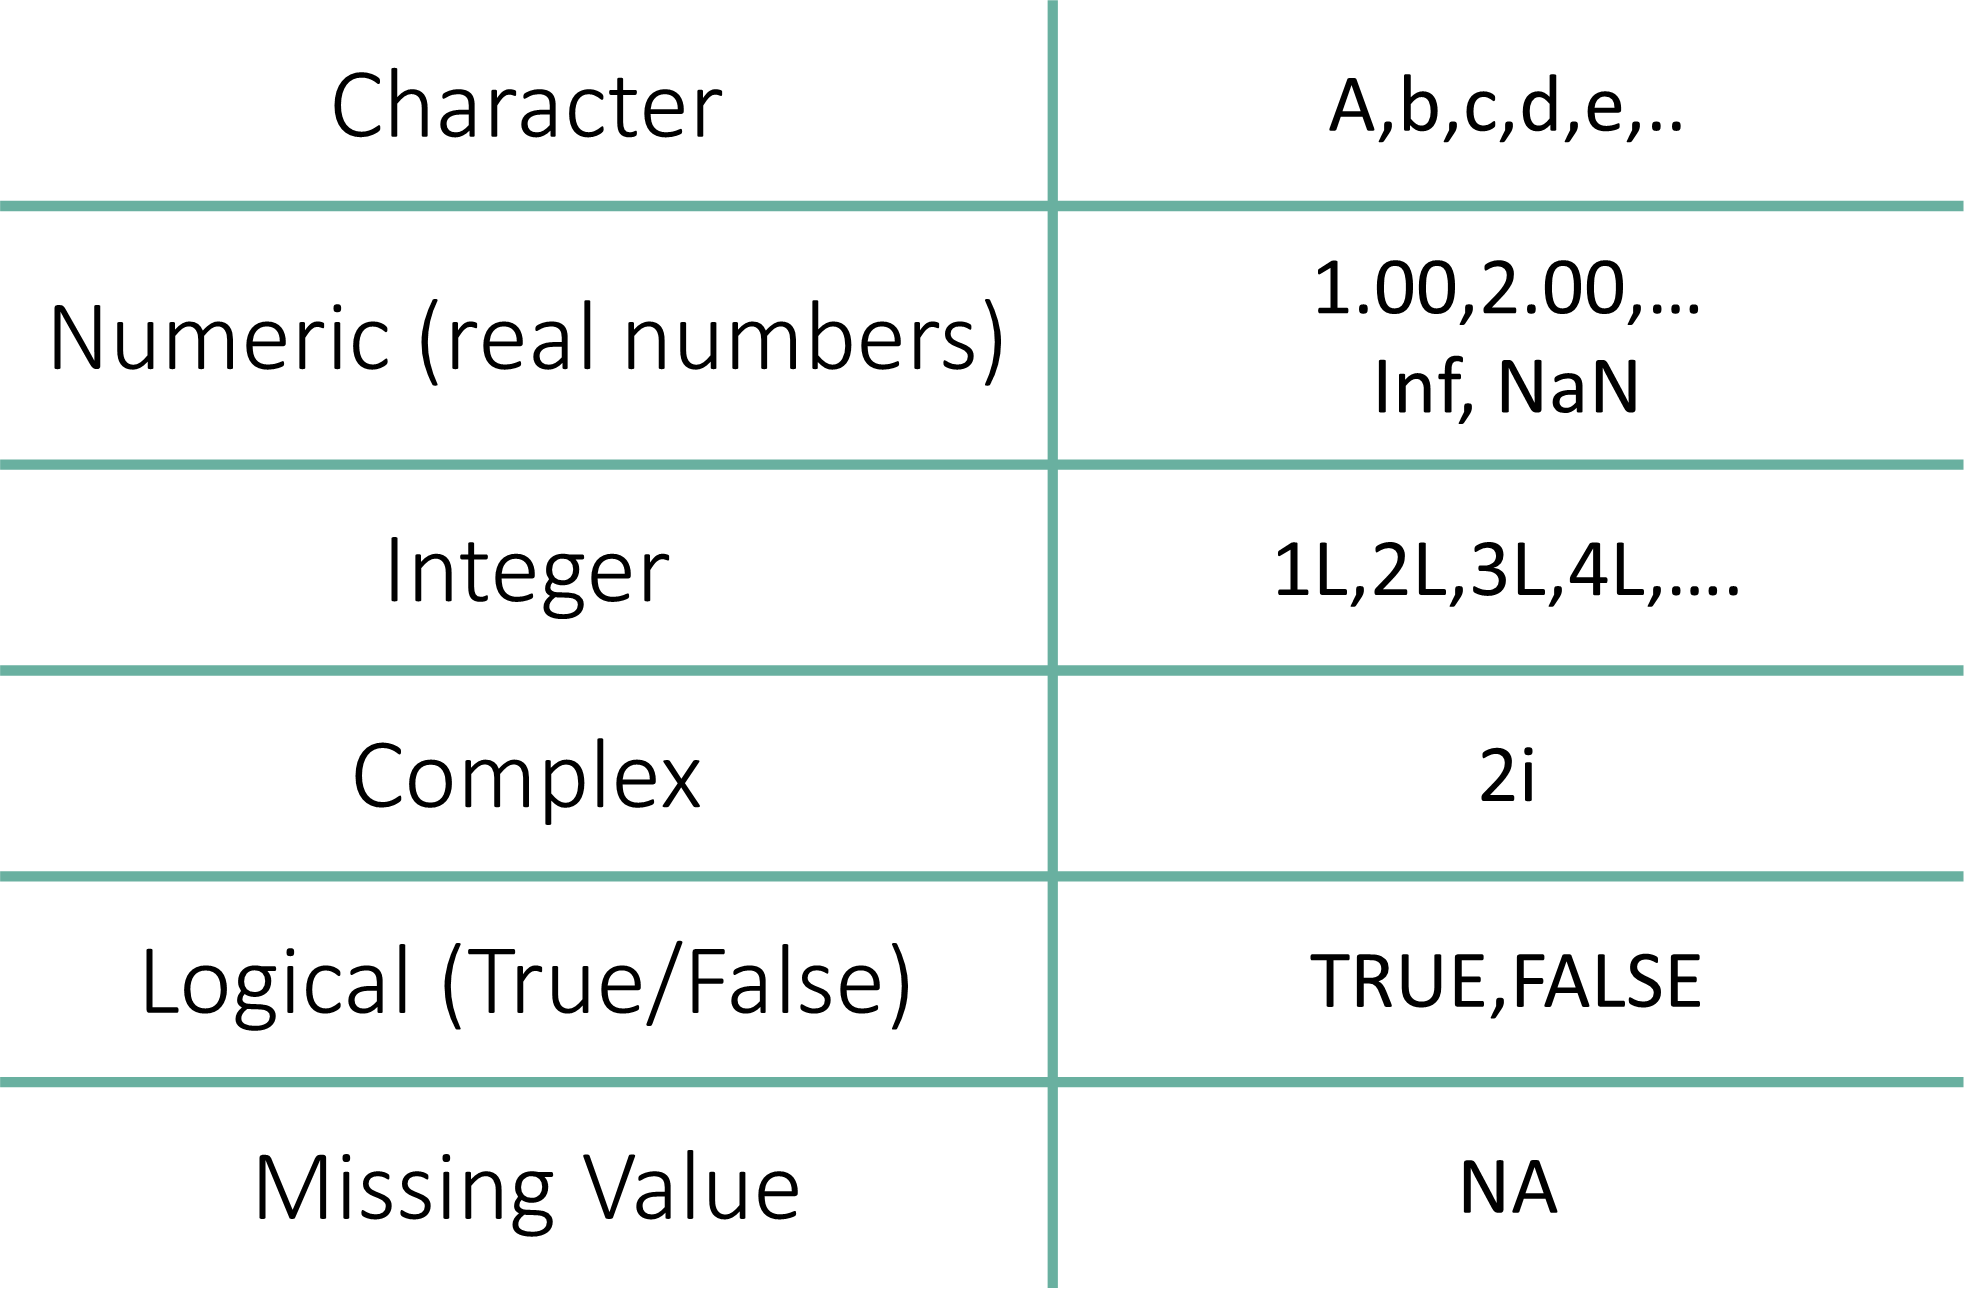 Character
A,b,c,d,e,..
Numeric (real numbers)
1.00,2.00,...
Inf, NaN
Integer
1L,2L,3L,4L,....
Complex
2i
Logical (True/False)
TRUE,FALSE
Missing Value
NA